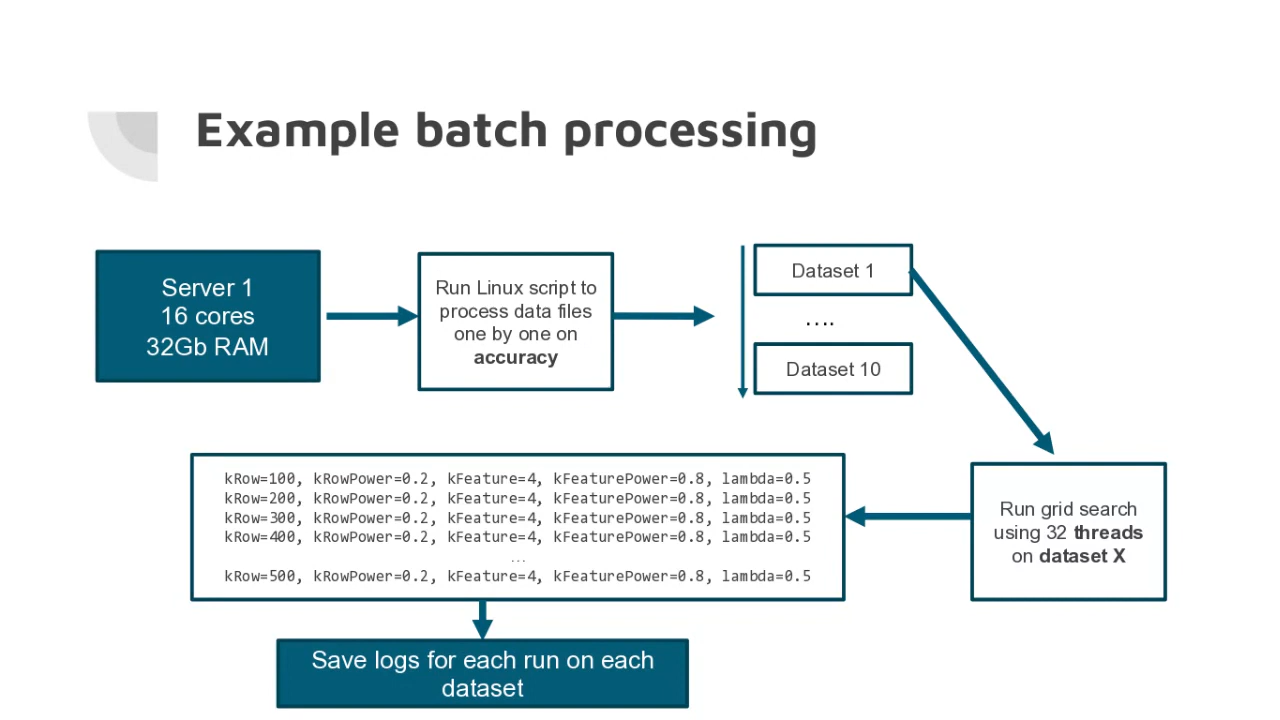 Example batch processing
Server 1
16 cores
32Gb RAM
Run Linux script to
process data files
one by one on
accuracy
Dataset 1
....
Dataset 10
Run grid search
using 32 threads
on dataset X
kRow=100, kRowPower=0.2, kFeature=4, kFeaturePower=0.8, lambda=0.5
kRow=200, kRowPower=0.2, kFeature=4, kFeaturePower=0.8, lambda=0.5
kRow=300, kRowPower=0.2, kFeature=4, kFeaturePower=0.8, lambda=0.5
kRow=400, kRowPower=0.2, kFeature=4, kFeaturePower=0.8, lambda=0.5
...
kRow=500, kRowPower=0.2, kFeature=4, kFeaturePower=0.8, lambda=0.5
Save logs for each run on each
dataset